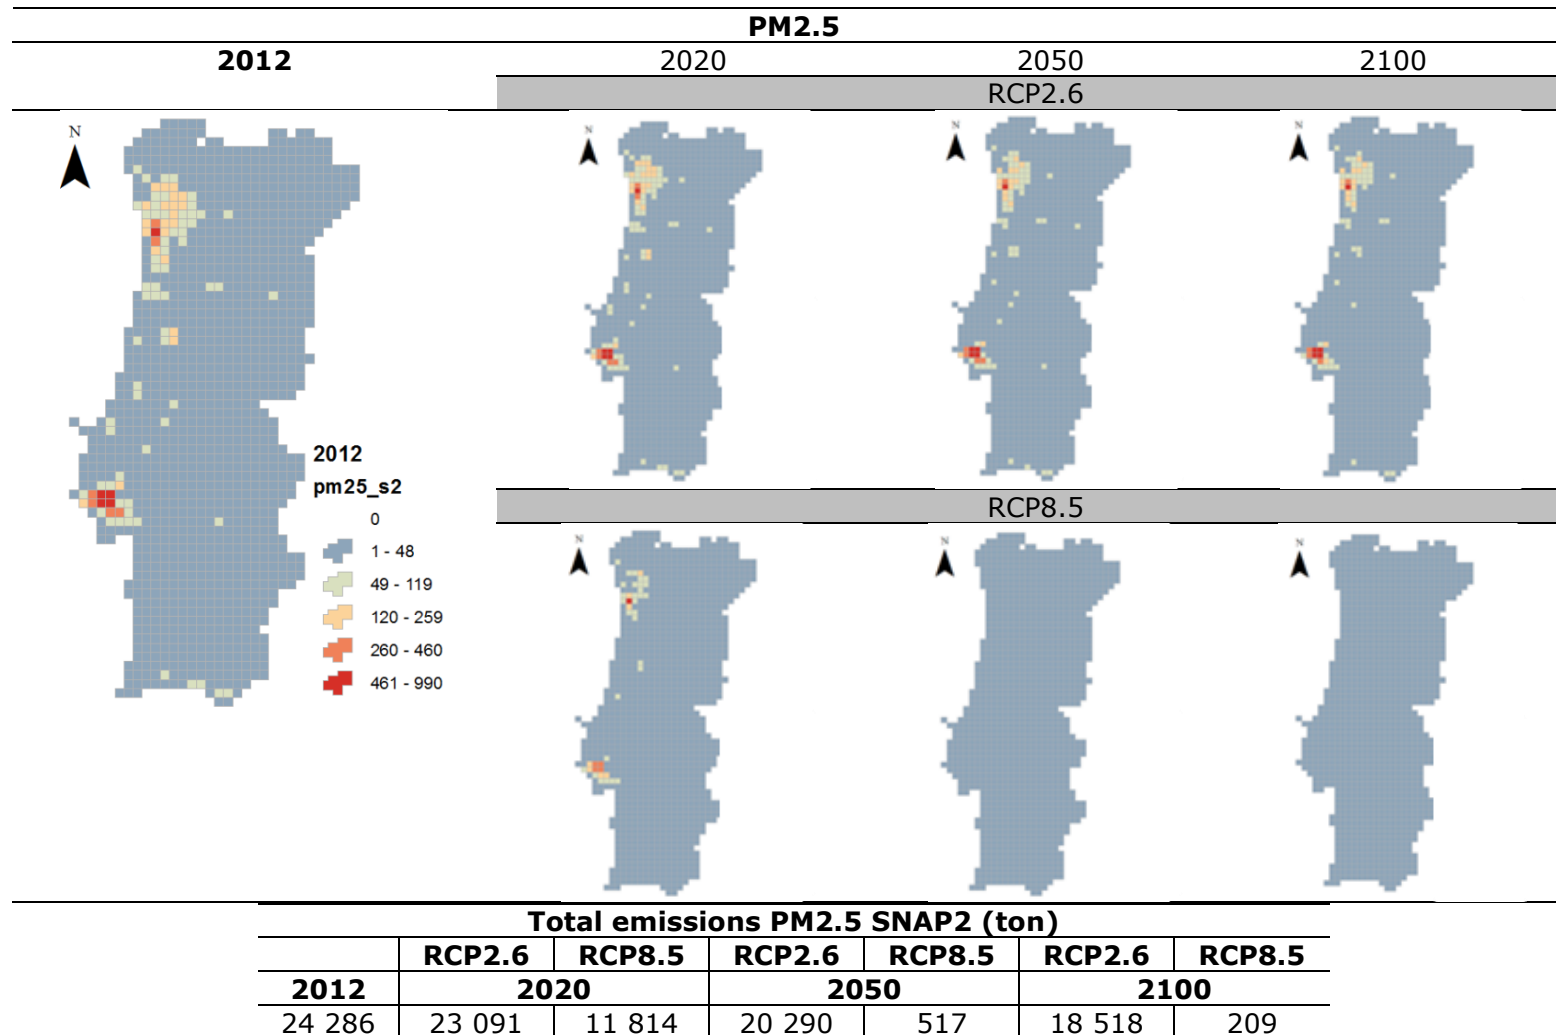 PM2.5
2012 2020 2050 2100
RCP2.6
N
N
N
N
2012
pm25_s2
0
1 - 48
49 - 119
120 - 259
260 - 460
461 - 990
RCP8.5
N
N
N
Total emissions PM2.5 SNAP2 (ton)
RCP2.6 RCP8.5 RCP2.6 RCP8.5 RCP2.6 RCP8.5
2012 2020 2050 2100
24 286 23 091 11 814 20 290 517 18 518 209